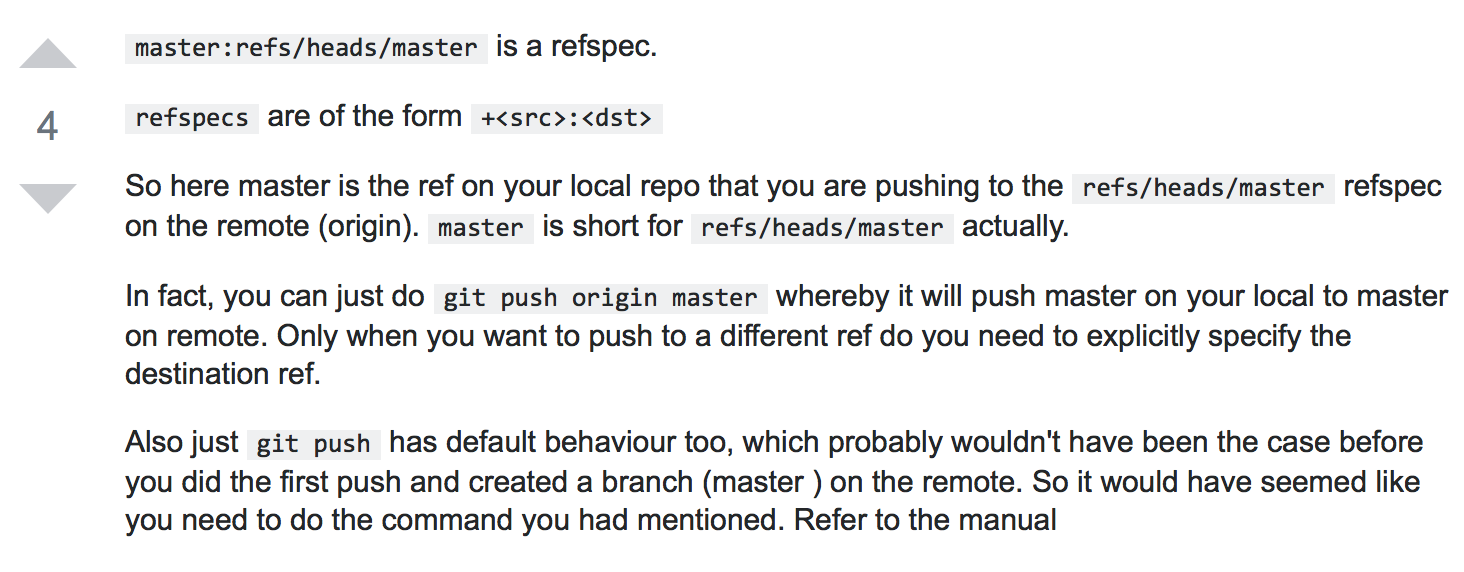 master:refs/heads/master is a refspec.
4
refspecs are of the form +<src>:<dst>
So here master is the ref on your local repo that you are pushing to the refs/heads/master refspec
on the remote (origin). master is short for refs/heads/master actually.
In fact, you can just do git push origin master whereby it will push master on your local to master
on remote. Only when you want to push to a different ref do you need to explicitly specify the
destination ref.
Also just git push has default behaviour too, which probably wouldn't have been the case before
you did the first push and created a branch (master ) on the remote. So it would have seemed like
you need to do the command you had mentioned. Refer to the manual